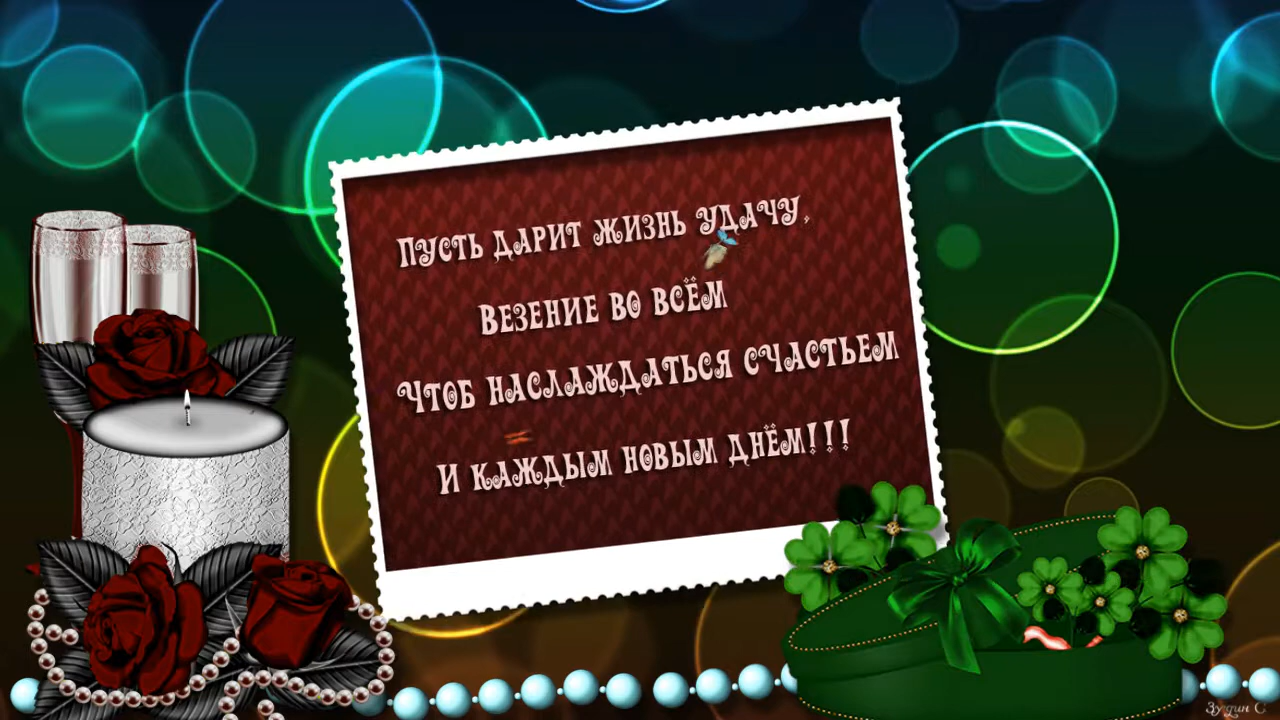 Пусть дарит жизнь удачу,
Везение во всём
Чтоб наслаждаться счастьем
И каждым новым днём!!!